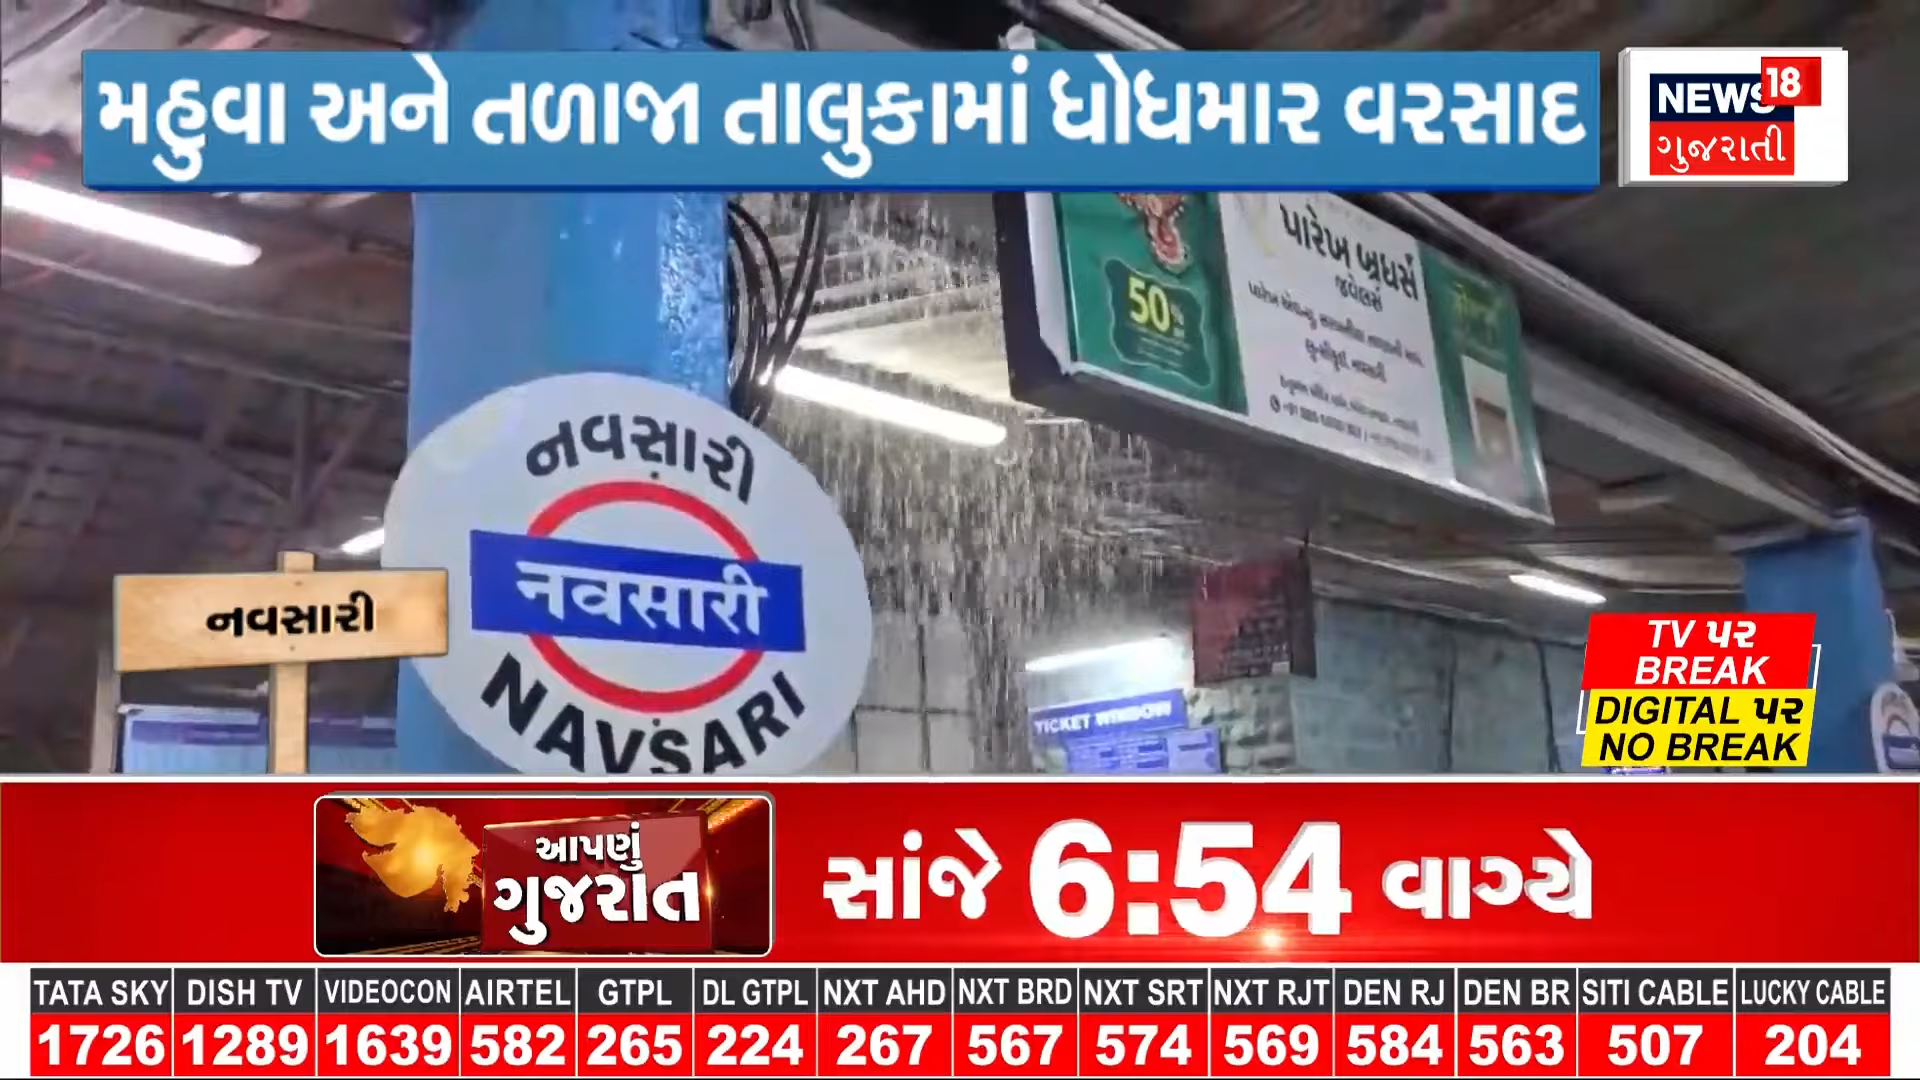 મહુવા અને તળાજા તાલુકામાં ધોધમાર વરસાદ
NEWS18
ગુજરાતી
પારેખ બ્રધર્સ
જ્વેલર્સ
50%
નવસારી
नवसारी
NAVSARI
નવસારી
TICKET WINDOW
TV પર
BREAK
DIGITAL પર
NO BREAK
આપણું
ગુજરાત
સાંજે 6:54 વાગ્યે
TATA SKY DISH TV VIDEOCON AIRTEL GTPL DL GTPL NXT AHD NXT BRD NXT SRT NXT RJT DEN RJ DEN BR SITI CABLE LUCKY CABLE
1726 1289 1639 582 265 224 267 567 574 569 584 563 507 204